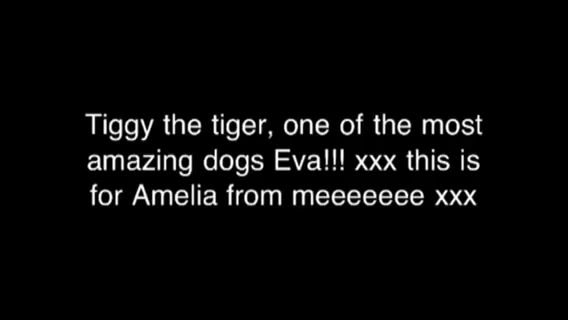 Tiggy the tiger, one of the most
amazing dogs Eva!!! xxx this is
for Amelia from meeeeeee xxx